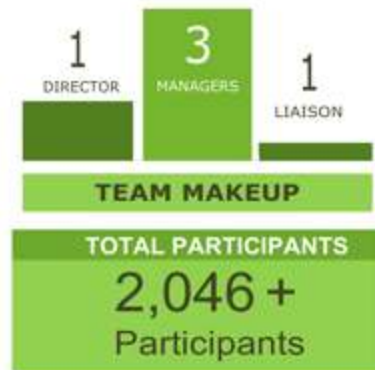 1
DIRECTOR
3
MANAGERS
1
LIAISON
TEAM MAKEUP
TOTAL PARTICIPANTS
2,046 +
Participants